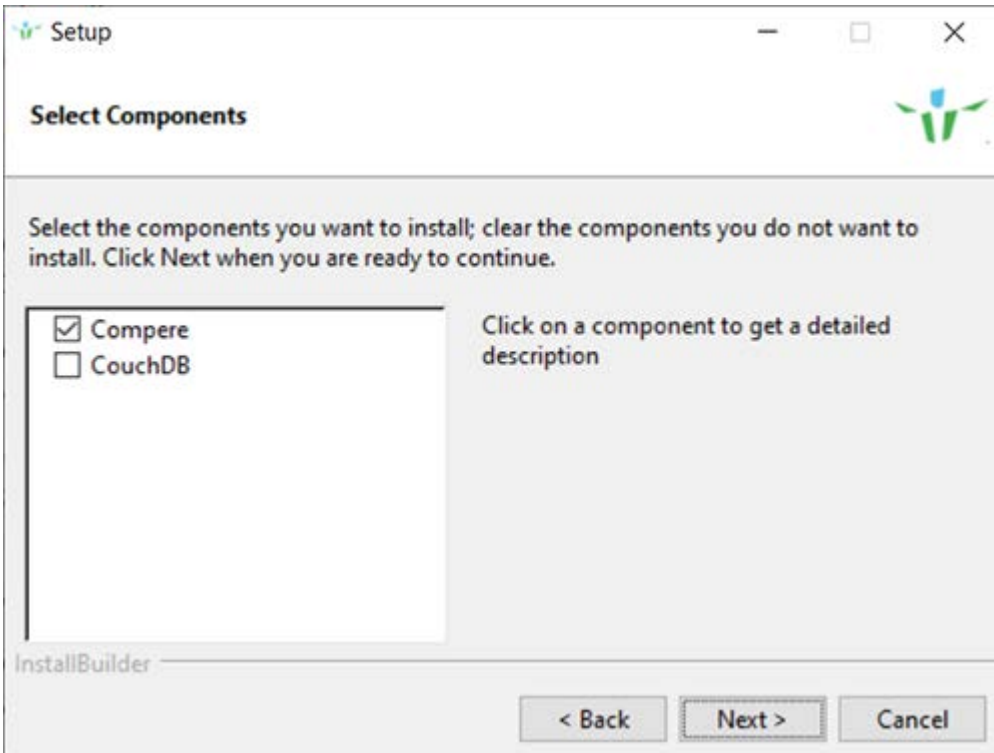 Setup
Select Components
Select the components you want to install; clear the components you do not want to
install. Click Next when you are ready to continue.
Compere
CouchDB
Click on a component to get a detailed
description
InstallBuilder
< Back
Next >
Cancel